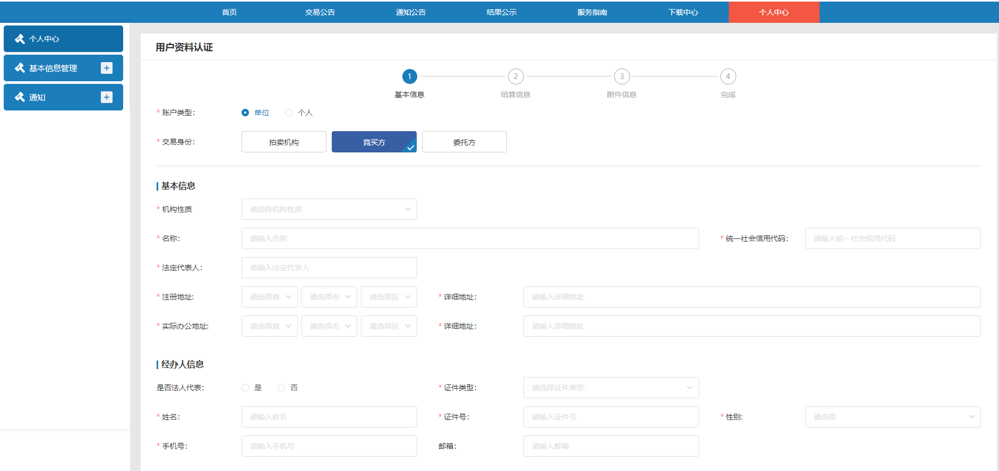 首页 交易公告 通知公告 结果公示 服务指南 下载中心 个人中心
个人中心
基本信息管理
通知
用户资料认证
1 2 3 4
基本信息 结算信息 附件信息 完成
* 账户类型： 单位 个人
* 交易身份： 拍卖机构 竞买方 委托方
基本信息
* 机构性质 请选择机构性质
* 名称： 请输入名称 * 统一社会信用代码： 请输入统一社会信用代码
* 法定代表人： 请输入法定代表人
* 注册地址: 请选择省 请选择市 请选择区 * 详细地址： 请输入详细地址
* 实际办公地址: 请选择省 请选择市 请选择区 * 详细地址： 请输入详细地址
经办人信息
是否法人代表： 是 否 * 证件类型： 请选择证件类型：
* 姓名： 请输入姓名 * 证件号： 请输入证件号 * 性别: 请选择
* 手机号： 请输入手机号 邮箱： 请输入邮箱